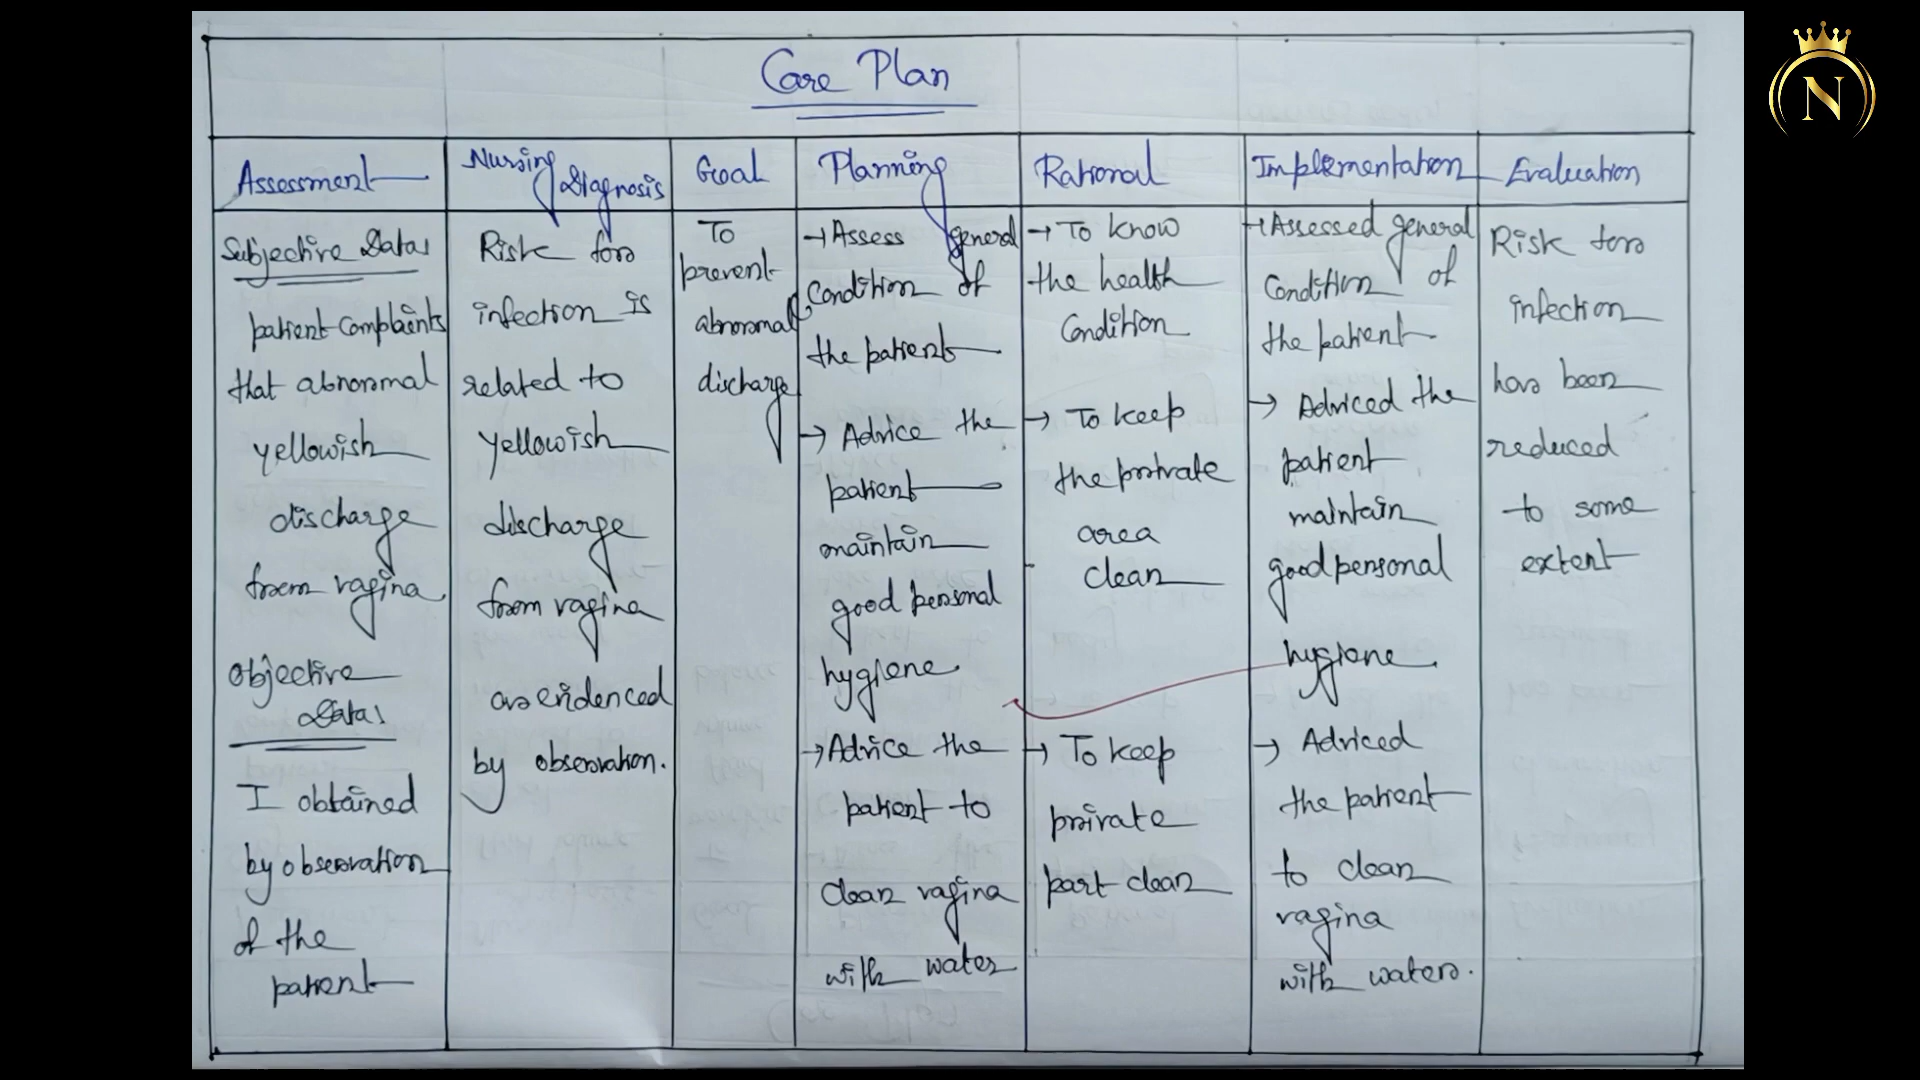 Care Plan
Assessment
Nursing
Diagnosis
Goal
Planning
Rational
Implementation
Evaluation
Subjective Data:
patient complaints
that abnormal
yellowish
discharge
from vagina
Objective
Data:
I obtained
by observation
of the
patient
Risk for
infection is
related to
yellowish
discharge
from vagina
as evidenced
by observation.
To
prevent
abnormal
discharge
→ Assess general
Condition of
the patient
→ Advice the
patient
maintain
good personal
hygiene
→ Advice the
patient to
clean vagina
with water
→ To know
the health
Condition
→ To keep
the private
area
clean
→ To keep
private
part clean
→ Assessed general
Condition of
the patient
→ Adviced the
patient
maintain
good personal
hygiene
→ Adviced
the patient
to clean
vagina
with water.
Risk for
infection
has been
reduced
to some
extent
N